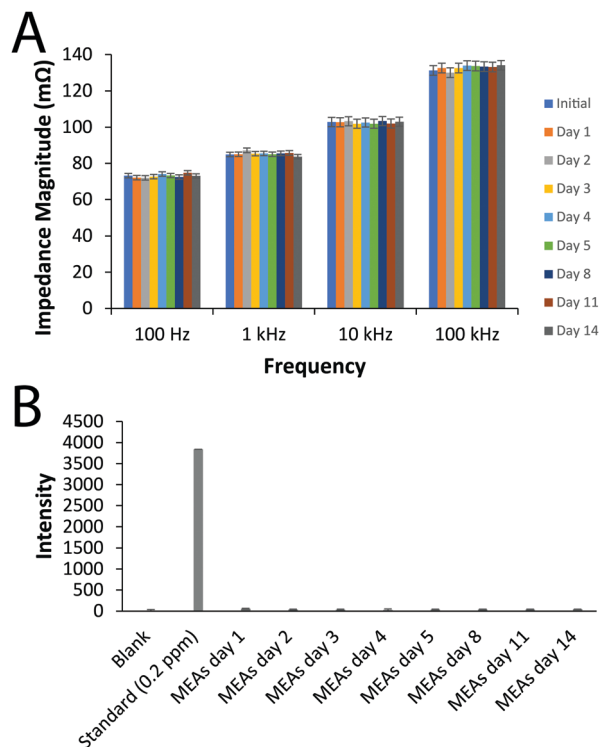 A
Impedance Magnitude (mΩ)
140
120
100
80
60
40
20
0
100 Hz
1 kHz
10 kHz
100 kHz
Frequency
Initial
Day 1
Day 2
Day 3
Day 4
Day 5
Day 8
Day 11
Day 14
B
Intensity
4500
4000
3500
3000
2500
2000
1500
1000
500
0
Blank
Standard (0.2 ppm)
MEAs day 1
MEAs day 2
MEAs day 3
MEAs day 4
MEAs day 5
MEAs day 8
MEAs day 11
MEAs day 14